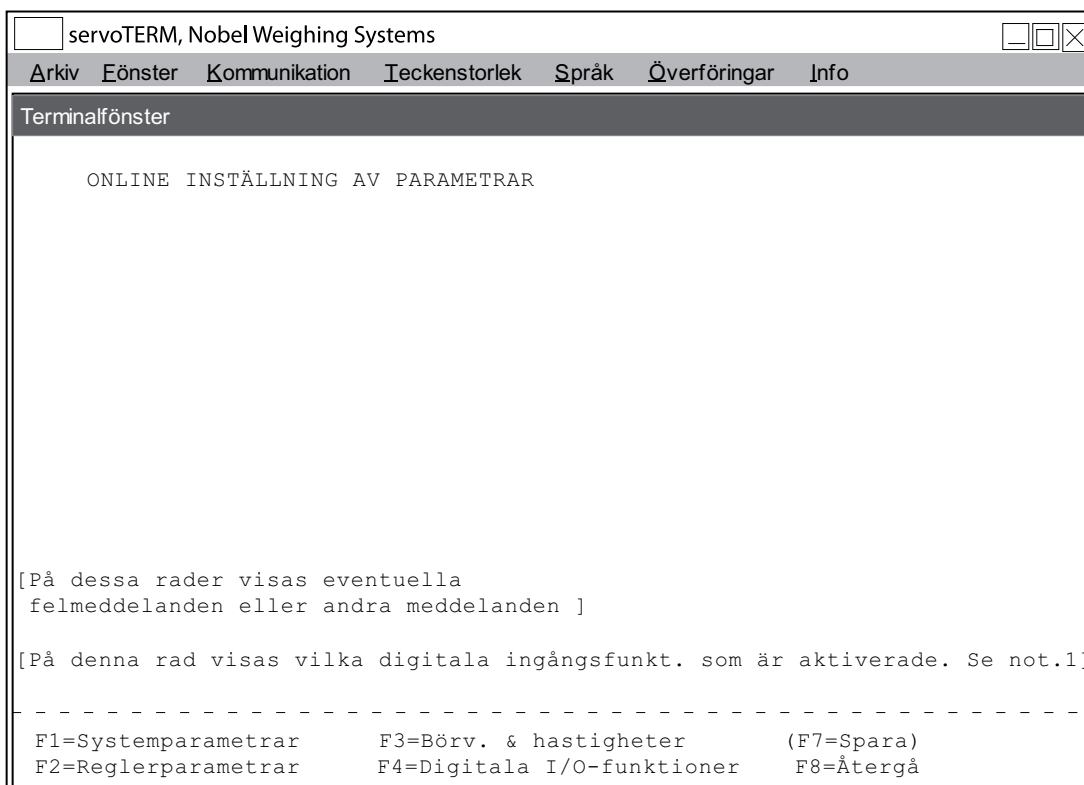 servoTERM, Nobel Weighing Systems
Arkiv Fönster Kommunikation Teckenstorlek Språk Överföringar Info
Terminalfönster
ONLINE INSTÄLLNING AV PARAMETRAR
[På dessa rader visas eventuella
felmeddelanden eller andra meddelanden ]
[På denna rad visas vilka digitala ingångsfunkt. som är aktiverade. Se not.1]
F1=Systemparametrar F3=Börv. & hastigheter (F7=Spara)
F2=Reglerparametrar F4=Digitala I/O-funktioner F8=Återgå